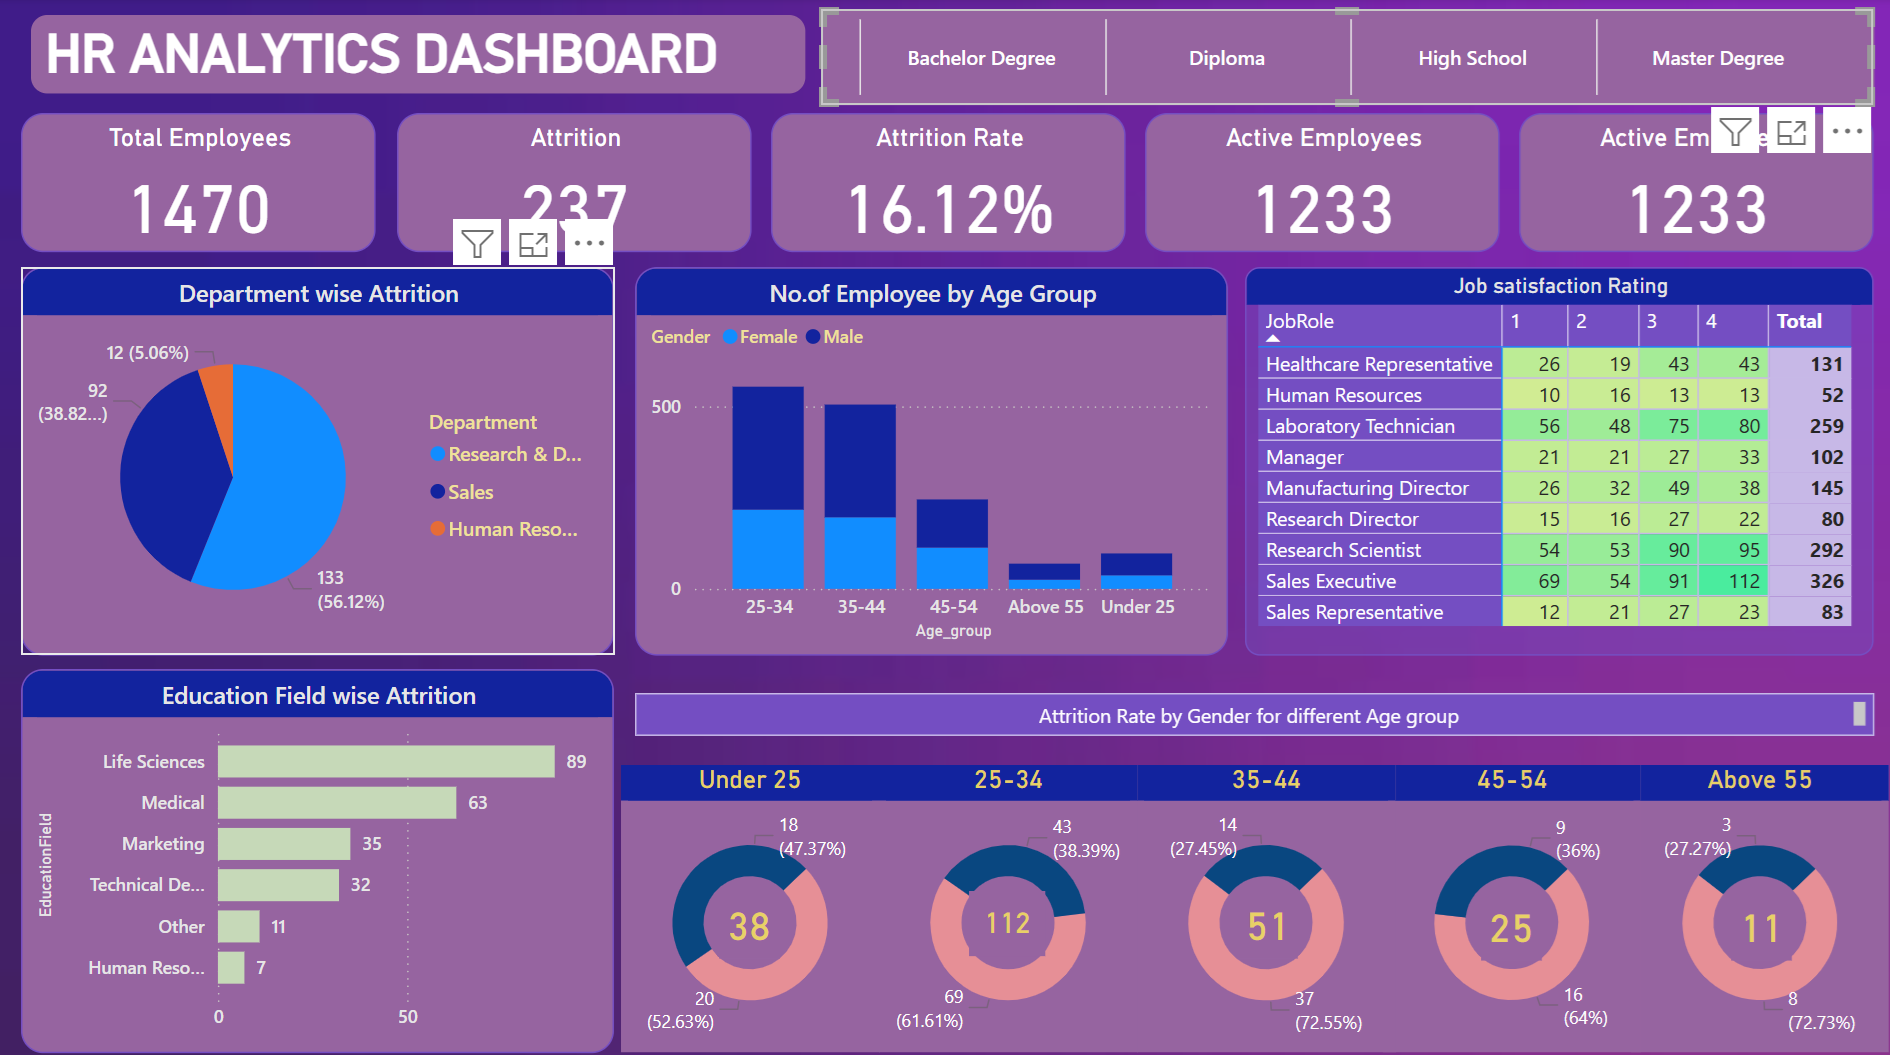 HR ANALYTICS DASHBOARD
Bachelor Degree
Diploma
High School
Master Degree
Total Employees
1470
Attrition
237
Attrition Rate
16.12%
Active Employees
1233
Active Em
1233
Department wise Attrition
12 (5.06%)
92
(38.82...)
133
(56.12%)
Department
Research & D...
Sales
Human Reso...
No.of Employee by Age Group
Gender Female Male
500
0
25-34 35-44 45-54 Above 55 Under 25
Age_group
Job satisfaction Rating
JobRole 1 2 3 4 Total
Healthcare Representative 26 19 43 43 131
Human Resources 10 16 13 13 52
Laboratory Technician 56 48 75 80 259
Manager 21 21 27 33 102
Manufacturing Director 26 32 49 38 145
Research Director 15 16 27 22 80
Research Scientist 54 53 90 95 292
Sales Executive 69 54 91 112 326
Sales Representative 12 21 27 23 83
Education Field wise Attrition
EducationField
Life Sciences 89
Medical 63
Marketing 35
Technical De... 32
Other 11
Human Reso... 7
0 50
Attrition Rate by Gender for different Age group
Under 25
18
(47.37%)
38
20
(52.63%)
25-34
43
(38.39%)
112
69
(61.61%)
35-44
14
(27.45%)
51
37
(72.55%)
45-54
9
(36%)
25
16
(64%)
Above 55
3
(27.27%)
11
8
(72.73%)